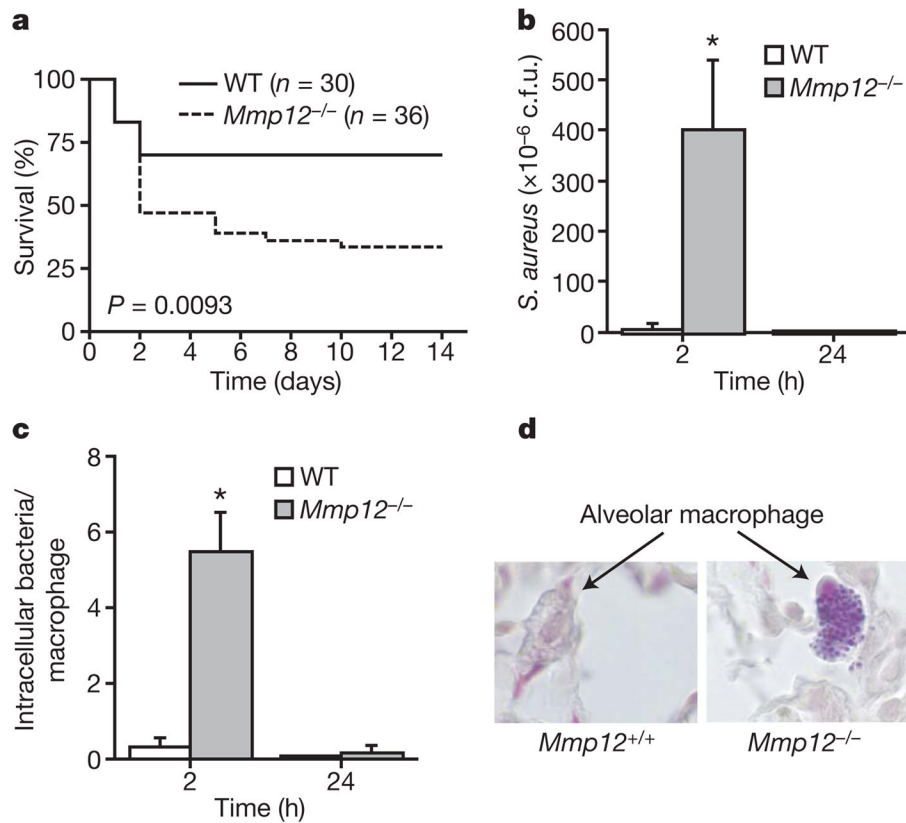 a
100
75
50
25
0
Survival (%)
WT (n = 30)
Mmp12–/– (n = 36)
P = 0.0093
0 2 4 6 8 10 12 14
Time (days)
b
600
500
400
300
200
100
0
S. aureus (×10–6 c.f.u.)
*
WT
Mmp12–/–
2 24
Time (h)
c
8
6
4
2
0
Intracellular bacteria/
macrophage
*
WT
Mmp12–/–
2 24
Time (h)
d
Alveolar macrophage
Mmp12+/+ Mmp12–/–